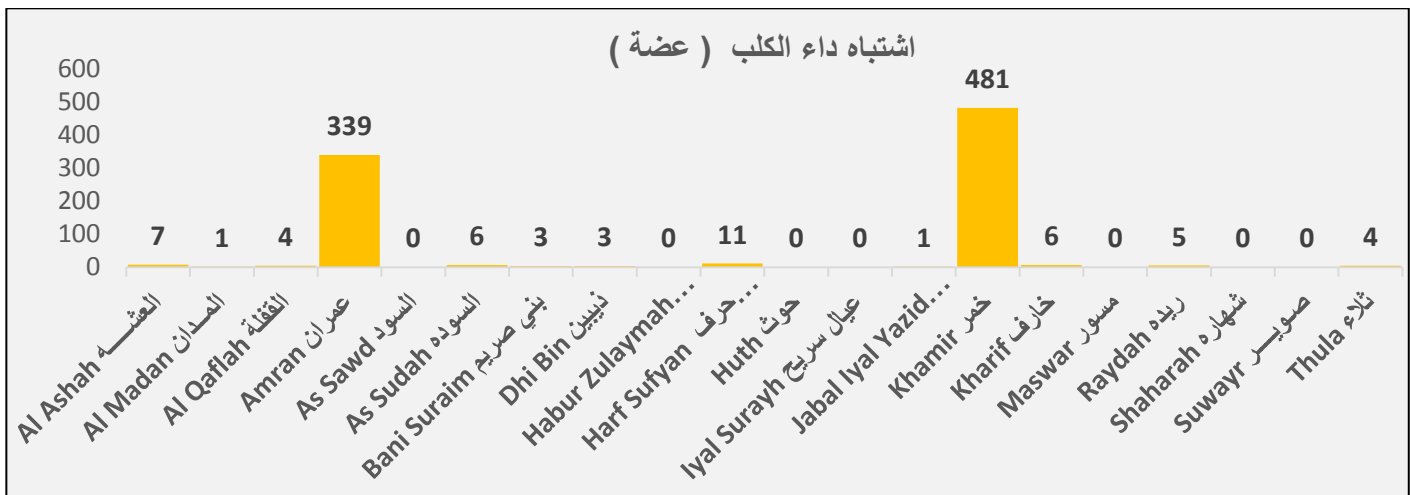 اشتباه داء الكلب ( عضة )
600
500
400
300
200
100
0
7
1
4
339
0
6
3
3
0
11
0
0
1
481
6
0
5
0
0
4
Al Ashah العشـــــه
Al Madan المـدان
Al Qaflah القفلة
Amran عمران
As Sawd السود
As Sudah السوده
Bani Suraim بني صريم
Dhi Bin ذيبين
Habur Zulaymah...
Harf Sufyan حرف...
Huth حوث
Iyal Surayh عيال سريح
Jabal Iyal Yazid...
Khamir خمر
Kharif خارف
Maswar مسور
Raydah ريده
Shaharah شهاره
Suwayr صويـــر
Thula ثلاء